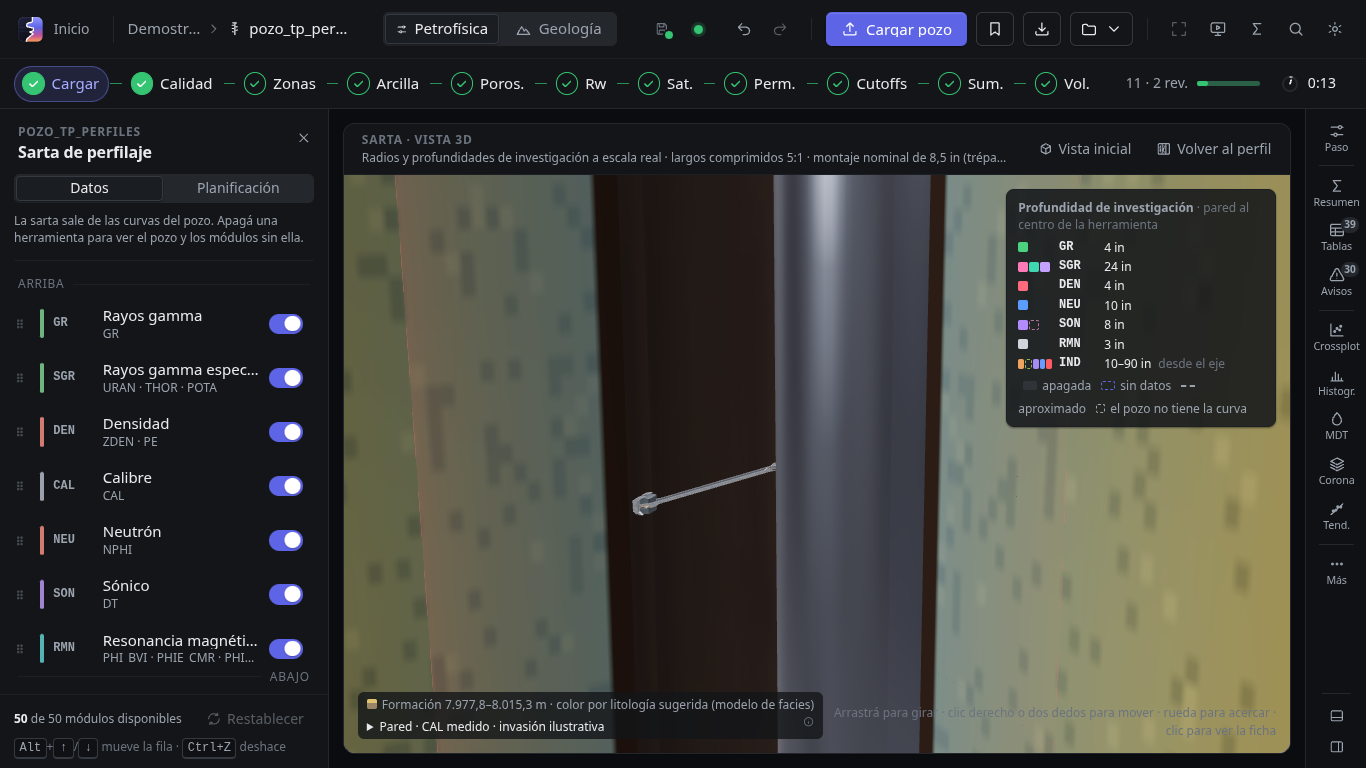 Inicio
Demostr...
pozo_tp_per...
Petrofísica
Geología
Cargar pozo
Cargar
Calidad
Zonas
Arcilla
Poros.
Rw
Sat.
Perm.
Cutoffs
Sum.
Vol.
11 · 2 rev.
0:13
POZO_TP_PERFILES
Sarta de perfilaje
Datos
Planificación
La sarta sale de las curvas del pozo. Apagá una
herramienta para ver el pozo y los módulos sin ella.
ARRIBA
GR
Rayos gamma
GR
SGR
Rayos gamma espec...
URAN · THOR · POTA
DEN
Densidad
ZDEN · PE
CAL
Calibre
CAL
NEU
Neutrón
NPHI
SON
Sónico
DT
RMN
Resonancia magnéti...
PHI_BVI · PHIE_CMR · PHI...
ABAJO
50 de 50 módulos disponibles
Restablecer
Alt + ↑ / ↓ mueve la fila · Ctrl+Z deshace
SARTA · VISTA 3D
Radios y profundidades de investigación a escala real · largos comprimidos 5:1 · montaje nominal de 8,5 in (trépa...
Vista inicial
Volver al perfil
Profundidad de investigación · pared al
centro de la herramienta
GR 4 in
SGR 24 in
DEN 4 in
NEU 10 in
SON 8 in
RMN 3 in
IND 10–90 in desde el eje
apagada sin datos
aproximado el pozo no tiene la curva
Formación 7.977,8–8.015,3 m · color por litología sugerida (modelo de facies)
Pared · CAL medido · invasión ilustrativa
Arrastrá para girar · clic derecho o dos dedos para mover · rueda para acercar ·
clic para ver la ficha
Paso
Resumen
39
Tablas
30
Avisos
Crossplot
Histogr.
MDT
Corona
Tend.
Más